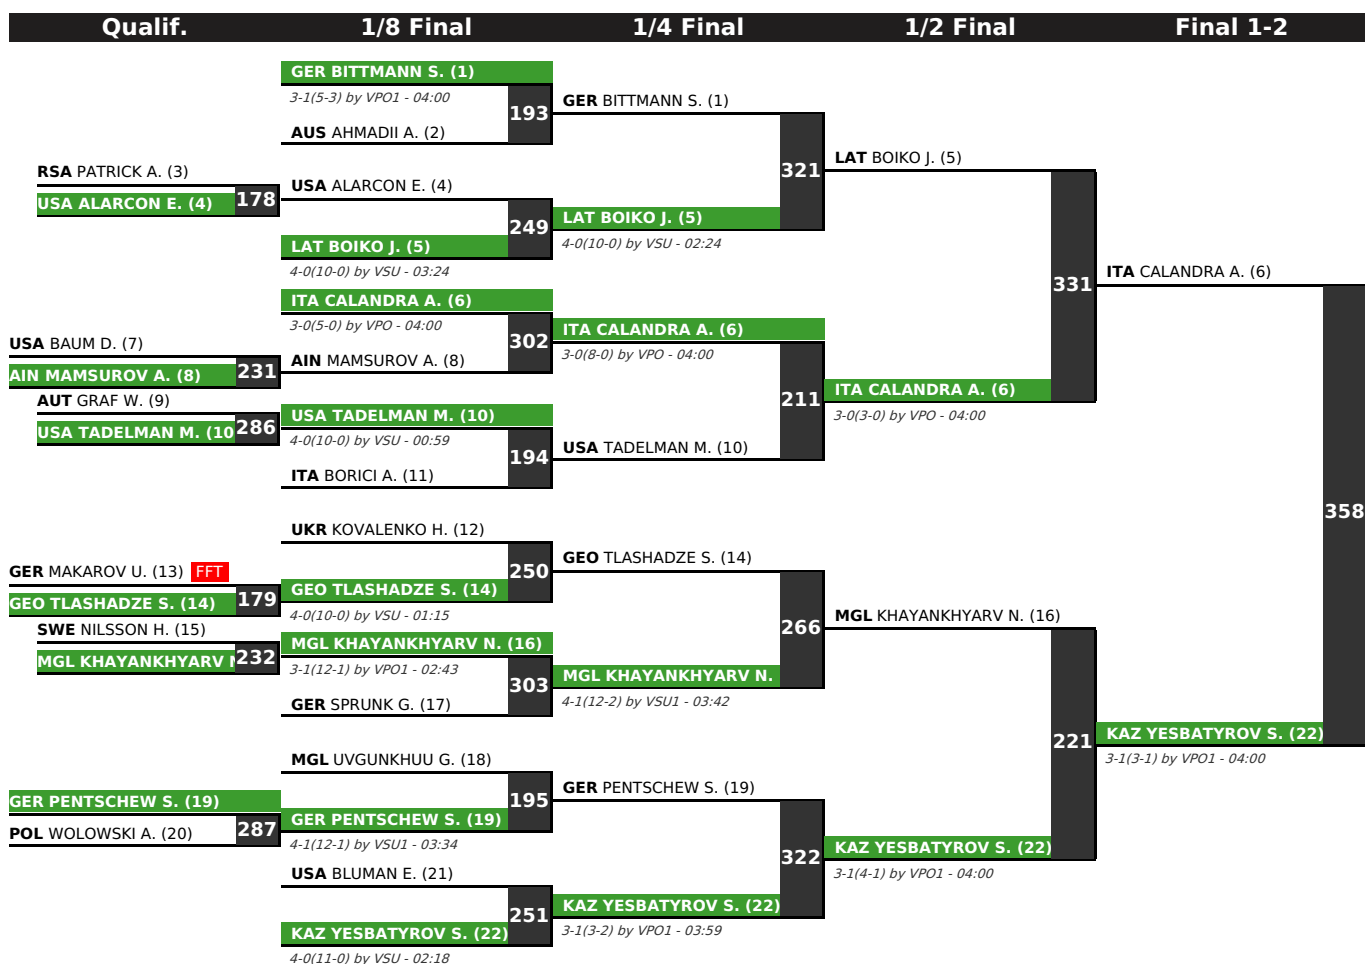 Qualif. 1/8 Final 1/4 Final 1/2 Final Final 1-2
GER BITTMANN S. (1)
3-1(5-3) by VPO1 - 04:00
193
AUS AHMADII A. (2)
GER BITTMANN S. (1)
RSA PATRICK A. (3)
USA ALARCON E. (4)
178
USA ALARCON E. (4)
249
LAT BOIKO J. (5)
4-0(10-0) by VSU - 03:24
321
LAT BOIKO J. (5)
4-0(10-0) by VSU - 02:24
LAT BOIKO J. (5)
ITA CALANDRA A. (6)
3-0(5-0) by VPO - 04:00
302
AIN MAMSUROV A. (8)
USA BAUM D. (7)
AIN MAMSUROV A. (8)
231
AUT GRAF W. (9)
USA TADELMAN M. (10
286
USA TADELMAN M. (10)
4-0(10-0) by VSU - 00:59
194
ITA BORICI A. (11)
ITA CALANDRA A. (6)
3-0(8-0) by VPO - 04:00
211
USA TADELMAN M. (10)
331
ITA CALANDRA A. (6)
3-0(3-0) by VPO - 04:00
ITA CALANDRA A. (6)
358
UKR KOVALENKO H. (12)
250
GER MAKAROV U. (13) FFT
GEO TLASHADZE S. (14)
179
GEO TLASHADZE S. (14)
4-0(10-0) by VSU - 01:15
SWE NILSSON H. (15)
MGL KHAYANKHYARV N
232
MGL KHAYANKHYARV N. (16)
3-1(12-1) by VPO1 - 02:43
303
GER SPRUNK G. (17)
GEO TLASHADZE S. (14)
266
MGL KHAYANKHYARV N.
4-1(12-2) by VSU1 - 03:42
MGL KHAYANKHYARV N. (16)
221
MGL UVGUNKHUU G. (18)
195
GER PENTSCHEW S. (19)
POL WOLOWSKI A. (20)
287
GER PENTSCHEW S. (19)
4-1(12-1) by VSU1 - 03:34
USA BLUMAN E. (21)
251
KAZ YESBATYROV S. (22)
4-0(11-0) by VSU - 02:18
GER PENTSCHEW S. (19)
322
KAZ YESBATYROV S. (22)
3-1(3-2) by VPO1 - 03:59
KAZ YESBATYROV S. (22)
3-1(4-1) by VPO1 - 04:00
KAZ YESBATYROV S. (22)
3-1(3-1) by VPO1 - 04:00